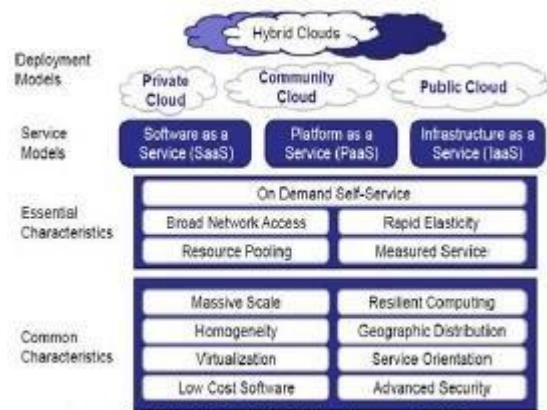 Hybrid Clouds
Deployment
Models
Private
Cloud
Community
Cloud
Public Cloud
Service
Models
Software as a
Service (SaaS)
Platform as a
Service (PaaS)
Infrastructure as a
Service (IaaS)
Essential
Characteristics
On Demand Self-Service
Broad Network Access
Rapid Elasticity
Resource Pooling
Measured Service
Common
Characteristics
Massive Scale
Resilient Computing
Homogeneity
Geographic Distribution
Virtualization
Service Orientation
Low Cost Software
Advanced Security